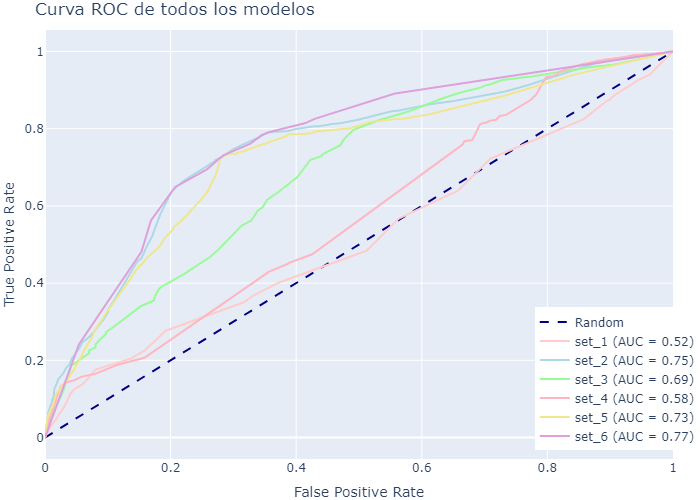 Curva ROC de todos los modelos
True Positive Rate
1
0.8
0.6
0.4
0.2
0
0
0.2
0.4
0.6
0.8
1
False Positive Rate
Random
set_1 (AUC = 0.52)
set_2 (AUC = 0.75)
set_3 (AUC = 0.69)
set_4 (AUC = 0.58)
set_5 (AUC = 0.73)
set_6 (AUC = 0.77)